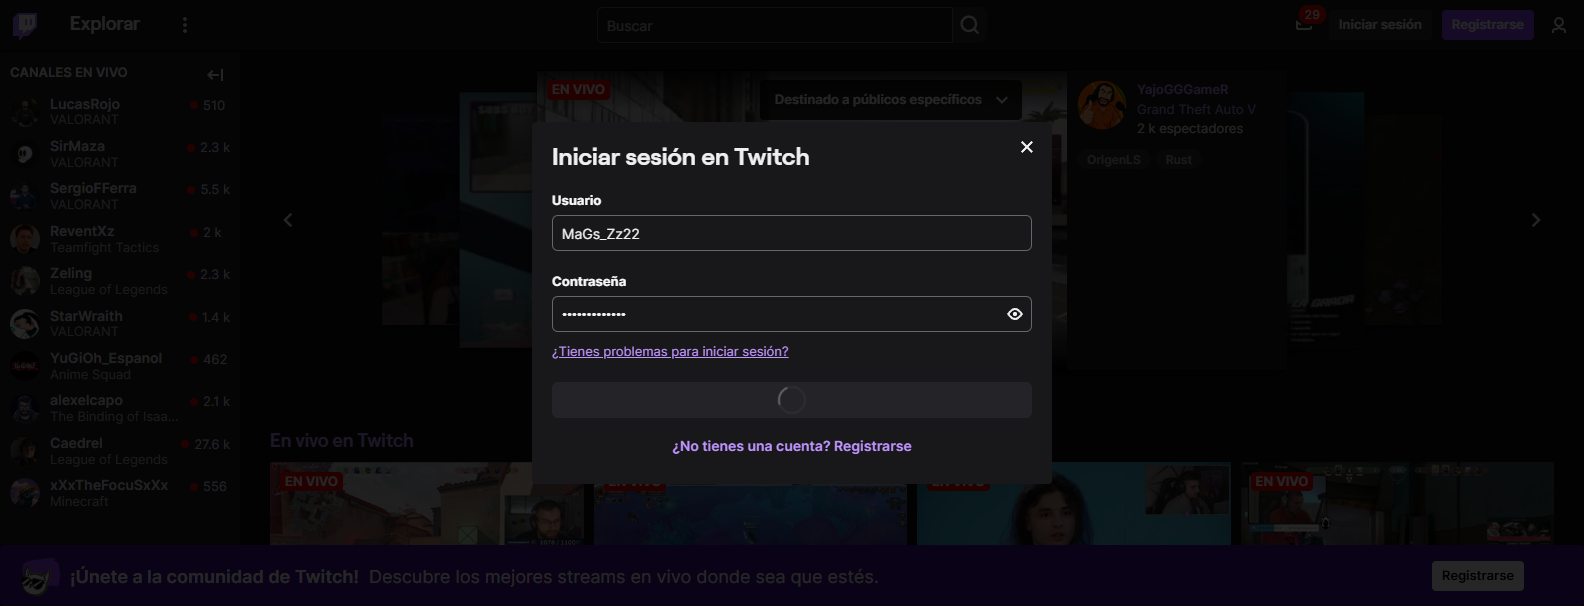 Explorar
Buscar
29
Iniciar sesión
Registrarse
CANALES EN VIVO
LucasRojo
510
VALORANT
SirMaza
2.3 k
VALORANT
SergioFFerra
5.5 k
VALORANT
ReventXz
2 k
Teamfight Tactics
Zeling
2.3 k
League of Legends
StarWraith
1.4 k
VALORANT
YuGiOh_Espanol
462
Anime Squad
alexelcapo
2.1 k
The Binding of Isaa...
Caedrel
27.6 k
League of Legends
xXxTheFocuSxXx
556
Minecraft
EN VIVO
Destinado a públicos específicos
YajoGGGameR
Grand Theft Auto V
2 k espectadores
OrigenLS
Rust
Iniciar sesión en Twitch
Usuario
MaGs_Zz22
Contraseña
•••••••••••••
¿Tienes problemas para iniciar sesión?
¿No tienes una cuenta? Registrarse
En vivo en Twitch
EN VIVO
EN VIVO
EN VIVO
EN VIVO
¡Únete a la comunidad de Twitch! Descubre los mejores streams en vivo donde sea que estés.
Registrarse